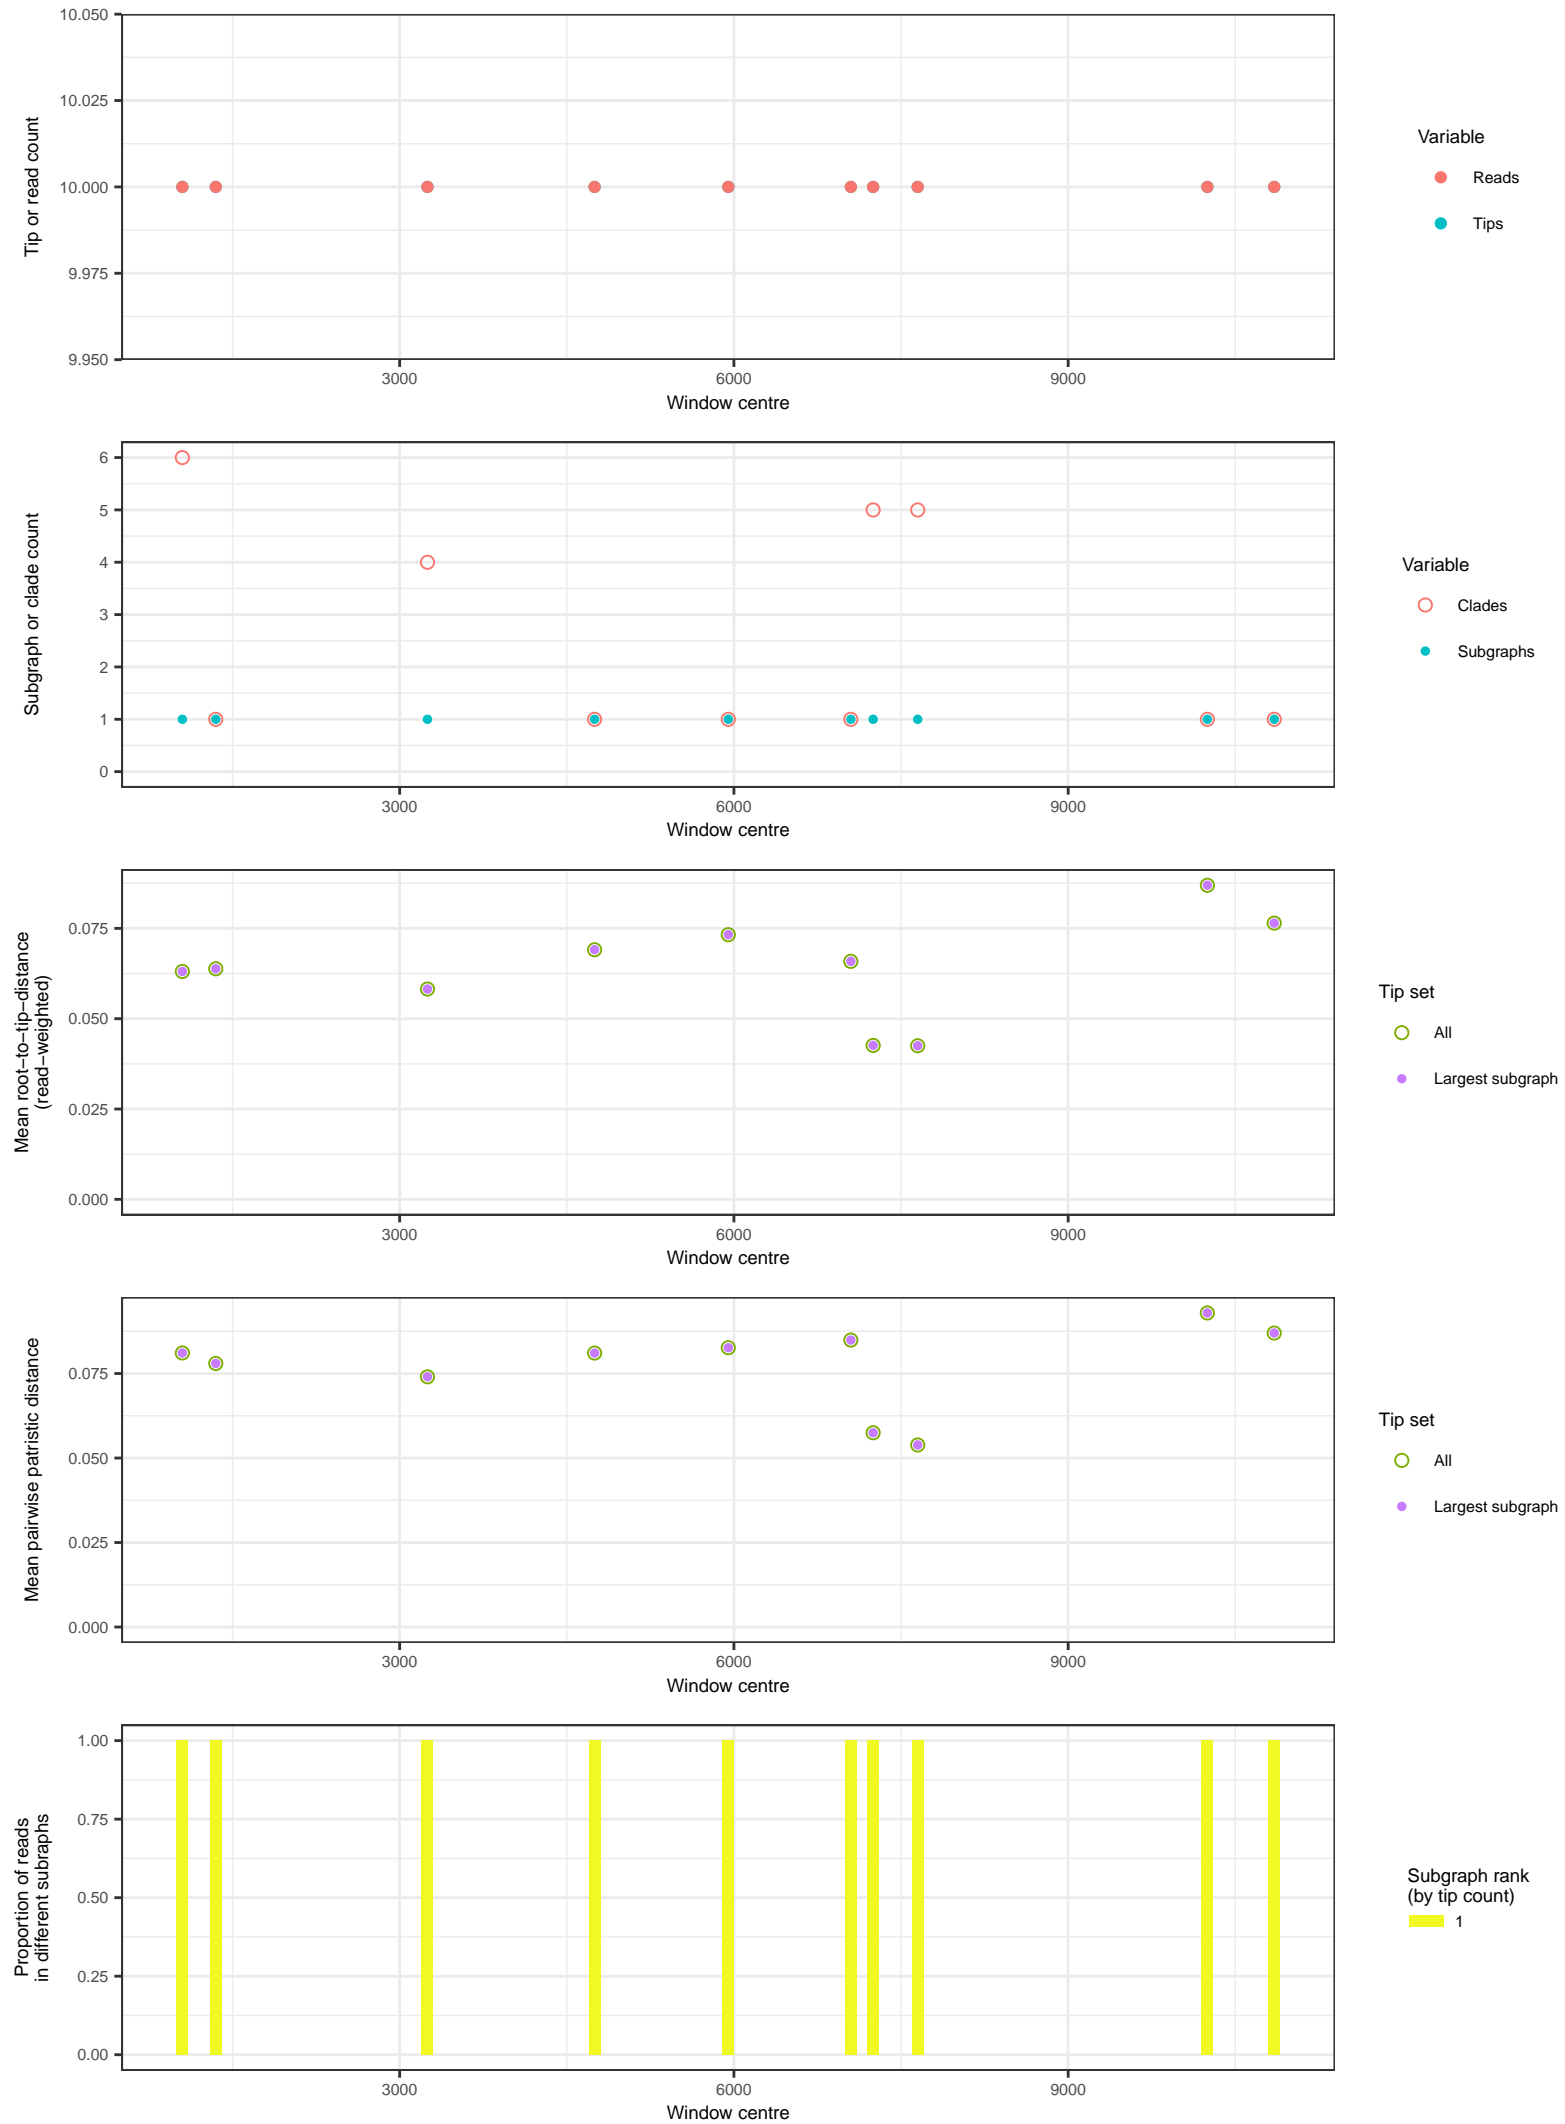 10.050
10.025
10.000
9.975
9.950
Tip or read count
3000
6000
9000
Window centre
Variable
Reads
Tips
6
5
4
3
2
1
0
Subgraph or clade count
3000
6000
9000
Window centre
Variable
Clades
Subgraphs
0.075
0.050
0.025
0.000
Mean root−to−tip−distance
(read−weighted)
3000
6000
9000
Window centre
Tip set
All
Largest subgraph
0.075
0.050
0.025
0.000
Mean pairwise patristic distance
3000
6000
9000
Window centre
Tip set
All
Largest subgraph
1.00
0.75
0.50
0.25
0.00
Proportion of reads
in different subraphs
3000
6000
9000
Window centre
Subgraph rank
(by tip count)
1